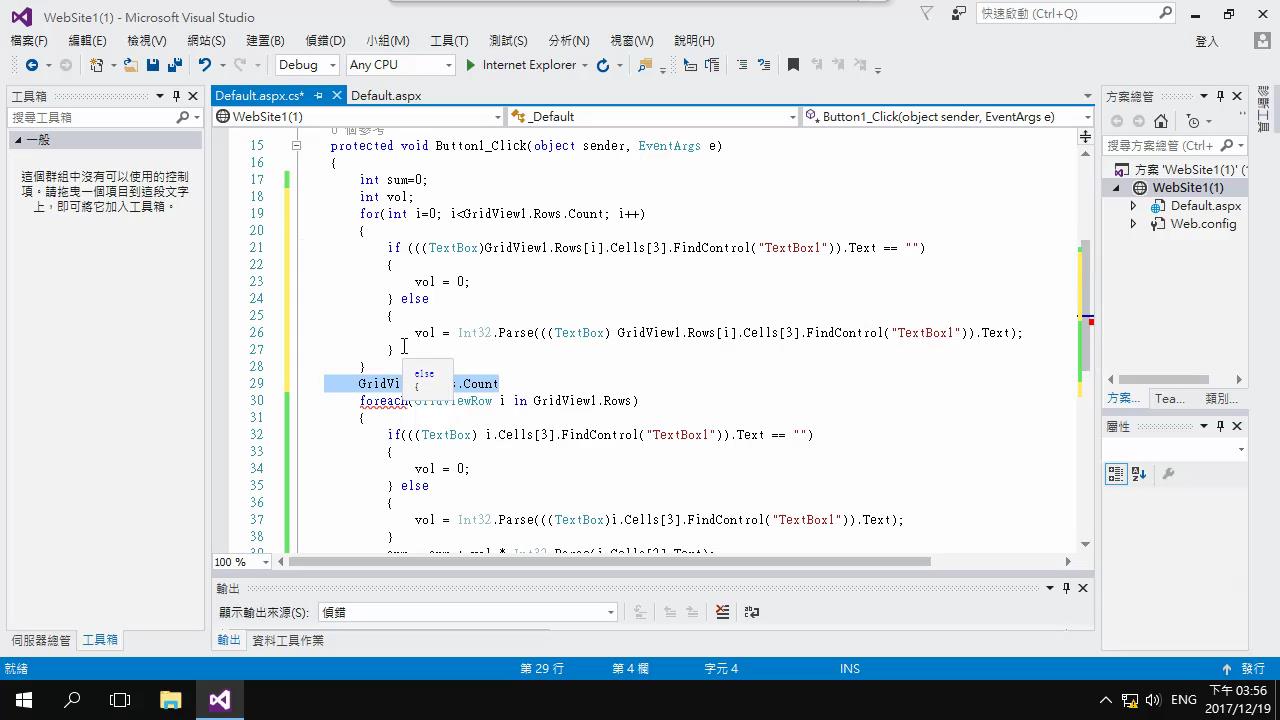 WebSite1(1) - Microsoft Visual Studio
快速啟動 (Ctrl+Q)
檔案(F) 編輯(E) 檢視(V) 網站(S) 建置(B) 偵錯(D) 小組(M) 工具(T) 測試(S) 分析(N) 視窗(W) 說明(H)
登入
Debug Any CPU Internet Explorer
工具箱
搜尋工具箱
一般
這個群組中沒有可以使用的控制
項。請拖曳一個項目到這段文字
上，即可將它加入工具箱。
伺服器總管 工具箱
Default.aspx.cs* Default.aspx
WebSite1(1) _Default Button1_Click(object sender, EventArgs e)
0 個參考
15 protected void Button1_Click(object sender, EventArgs e)
16 {
17 int sum=0;
18 int vol;
19 for(int i=0; i<GridView1.Rows.Count; i++)
20 {
21 if (((TextBox)GridView1.Rows[i].Cells[3].FindControl("TextBox1")).Text == "")
22 {
23 vol = 0;
24 } else
25 {
26 vol = Int32.Parse(((TextBox) GridView1.Rows[i].Cells[3].FindControl("TextBox1")).Text);
27 }
28 }
else
{
29 GridVi s.Count
30 foreach(GridViewRow i in GridView1.Rows)
31 {
32 if(((TextBox) i.Cells[3].FindControl("TextBox1")).Text == "")
33 {
34 vol = 0;
35 } else
36 {
37 vol = Int32.Parse(((TextBox)i.Cells[3].FindControl("TextBox1")).Text);
38 }
100 %
輸出
顯示輸出來源(S): 偵錯
輸出 資料工具作業
方案總管
搜尋方案總管 (Ctrl+
方案 'WebSite1(1)' (
WebSite1(1)
Default.aspx
Web.config
方案... Tea... 類別...
屬性
就緒 第 29 行 第 4 欄 字元 4 INS 發行
ENG 下午 03:56
2017/12/19